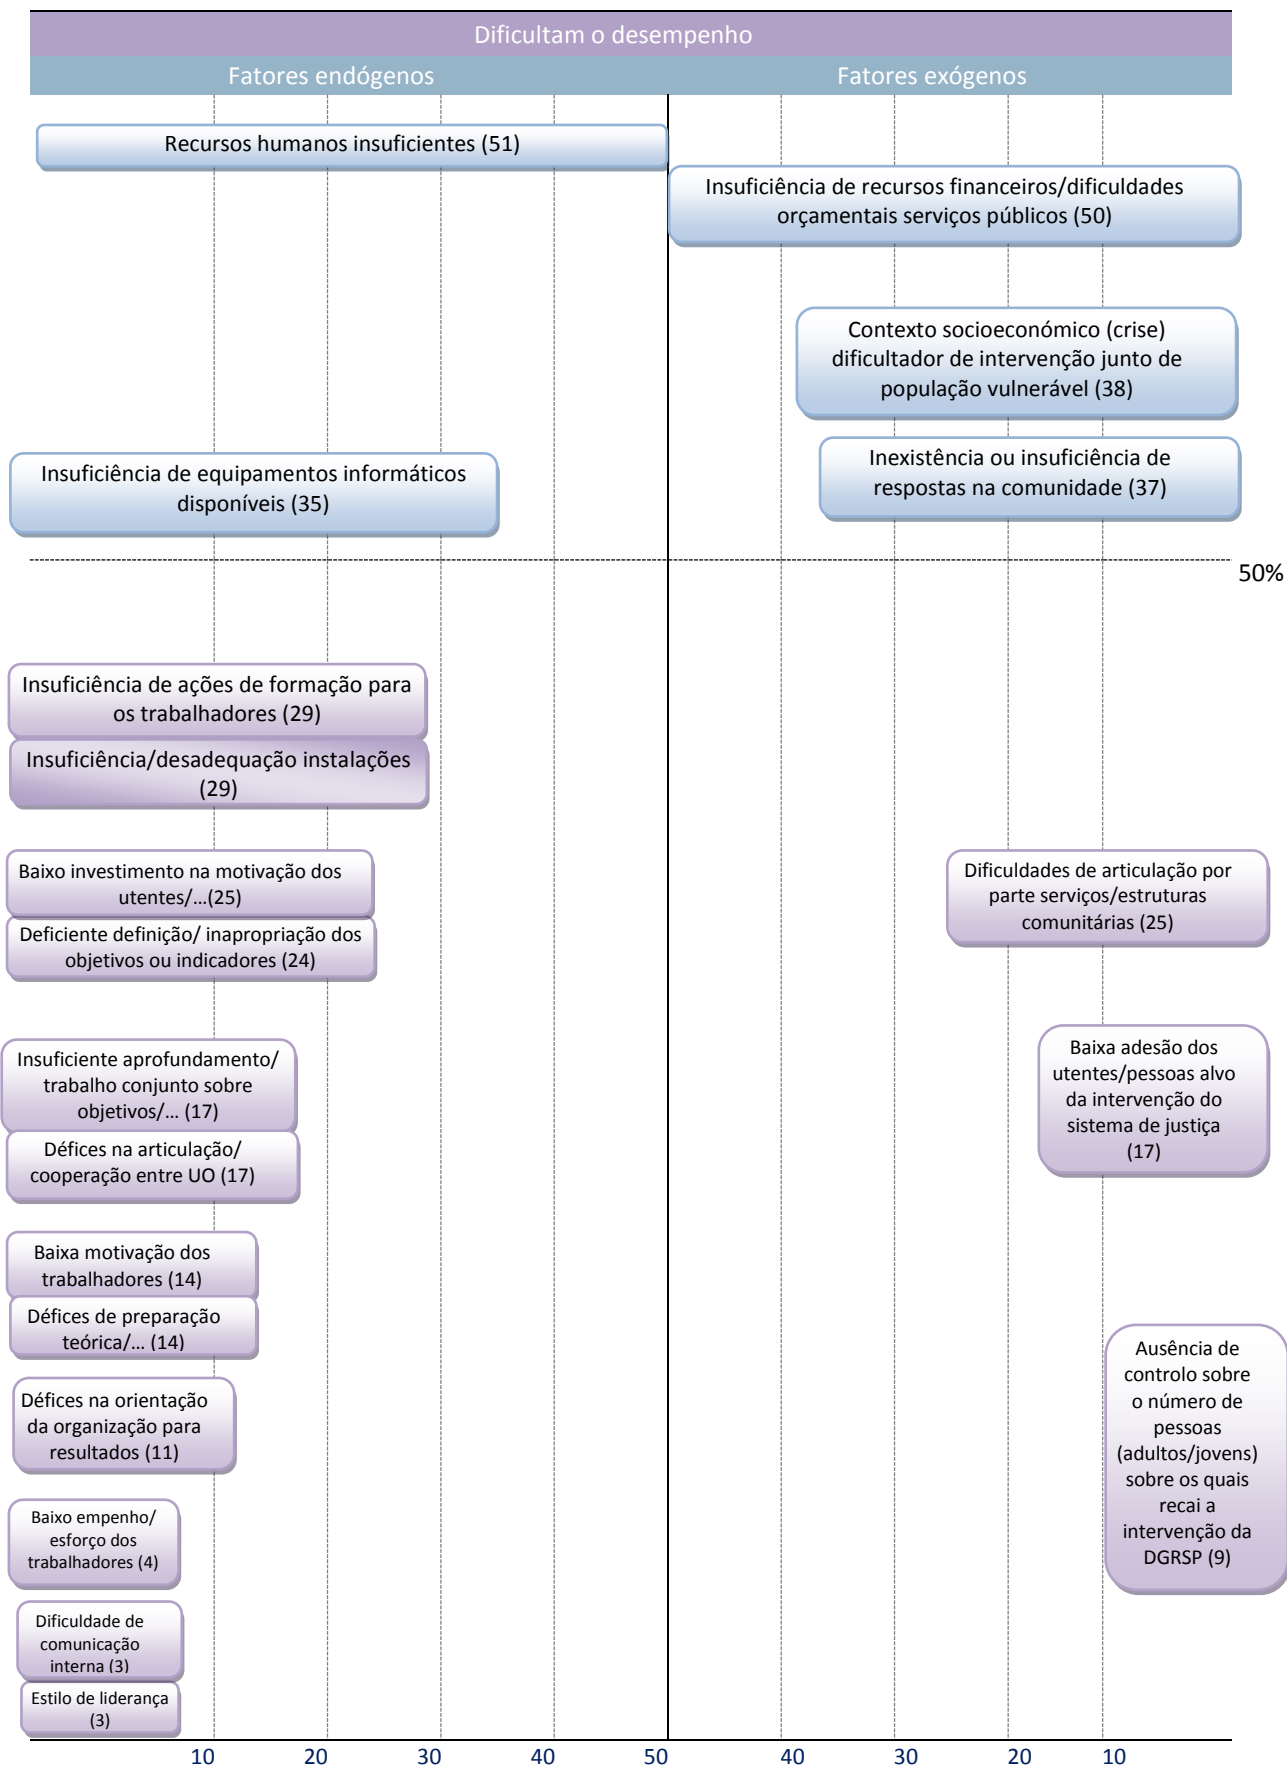 Dificultam o desempenho
Fatores endógenos
Fatores exógenos
Recursos humanos insuficientes (51)
Insuficiência de recursos financeiros/dificuldades
orçamentais serviços públicos (50)
Contexto socioeconómico (crise)
dificultador de intervenção junto de
população vulnerável (38)
Inexistência ou insuficiência de
respostas na comunidade (37)
Insuficiência de equipamentos informáticos
disponíveis (35)
50%
Insuficiência de ações de formação para
os trabalhadores (29)
Insuficiência/desadequação instalações
(29)
Baixo investimento na motivação dos
utentes/...(25)
Deficiente definição/ inapropriação dos
objetivos ou indicadores (24)
Dificuldades de articulação por
parte serviços/estruturas
comunitárias (25)
Insuficiente aprofundamento/
trabalho conjunto sobre
objetivos/... (17)
Défices na articulação/
cooperação entre UO (17)
Baixa adesão dos
utentes/pessoas alvo
da intervenção do
sistema de justiça
(17)
Baixa motivação dos
trabalhadores (14)
Défices de preparação
teórica/... (14)
Défices na orientação
da organização para
resultados (11)
Ausência de
controlo sobre
o número de
pessoas
(adultos/jovens)
sobre os quais
recai a
intervenção da
DGRSP (9)
Baixo empenho/
esforço dos
trabalhadores (4)
Dificuldade de
comunicação
interna (3)
Estilo de liderança
(3)
10 20 30 40 50 40 30 20 10